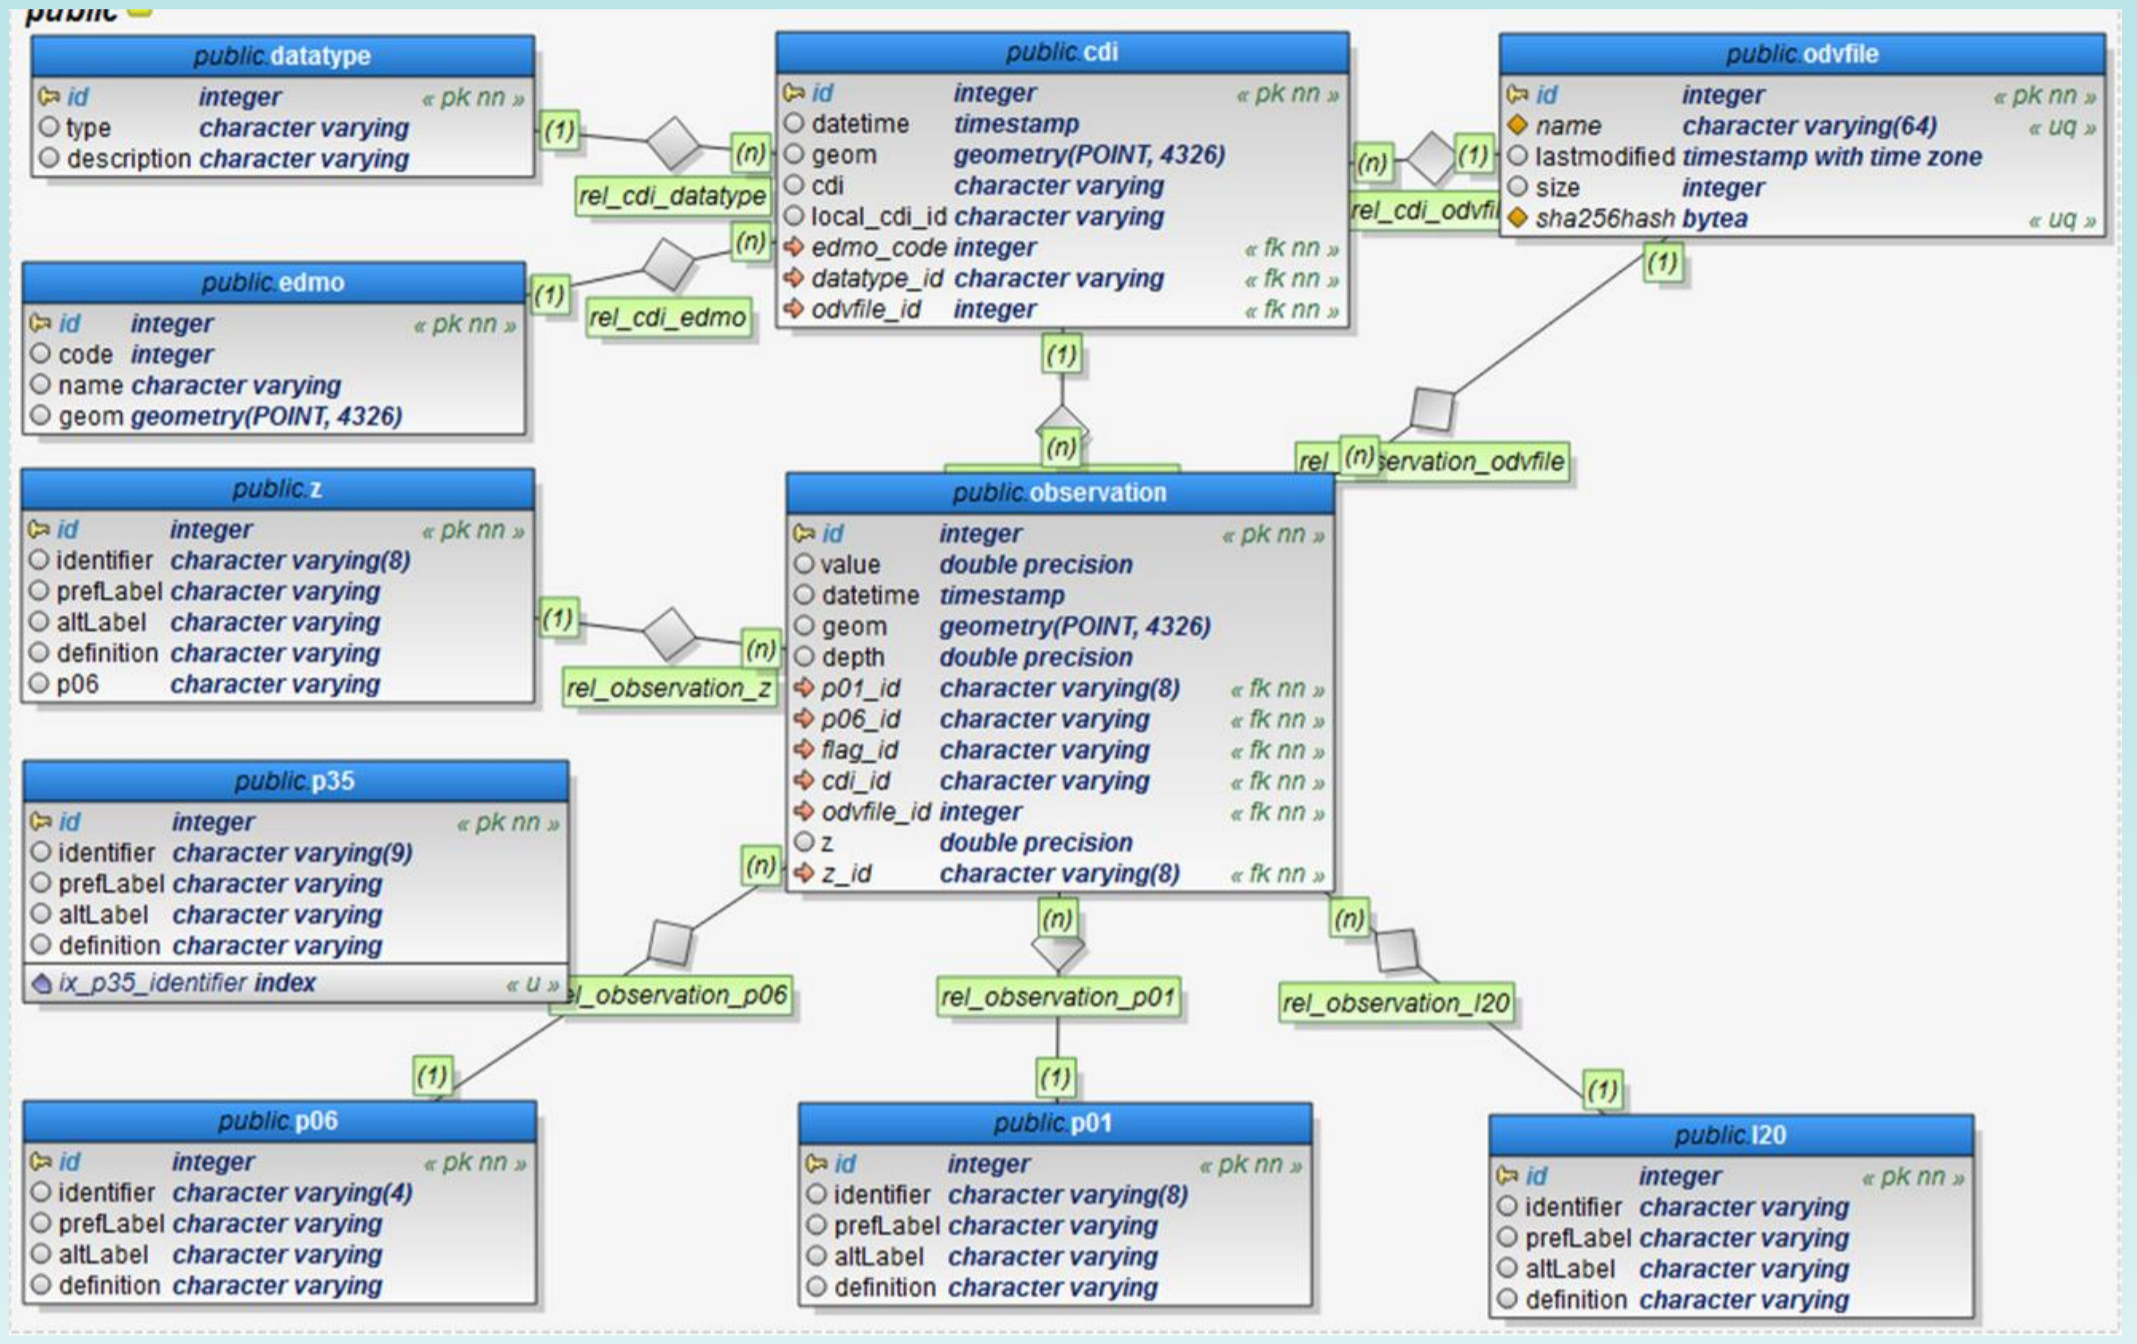 public
public.datatype
id integer « pk nn »
type character varying
description character varying
public.cdi
id integer « pk nn »
datetime timestamp
geom geometry(POINT, 4326)
cdi character varying
local_cdi_id character varying
edmo_code integer « fk nn »
datatype_id character varying « fk nn »
odvfile_id integer « fk nn »
public.odvfile
id integer « pk nn »
name character varying(64) « uq »
lastmodified timestamp with time zone
size integer
sha256hash bytea « uq »
(1)
(n)
rel_cdi_datatype
(n)
(1)
rel_cdi_odvfil
(n)
(1)
rel_cdi_edmo
public.edmo
id integer « pk nn »
code integer
name character varying
geom geometry(POINT, 4326)
(1)
(n)
(1)
rel (n) servation_odvfile
public.z
id integer « pk nn »
identifier character varying(8)
prefLabel character varying
altLabel character varying
definition character varying
p06 character varying
(1)
(n)
rel_observation_z
public.observation
id integer « pk nn »
value double precision
datetime timestamp
geom geometry(POINT, 4326)
depth double precision
p01_id character varying(8) « fk nn »
p06_id character varying « fk nn »
flag_id character varying « fk nn »
cdi_id character varying « fk nn »
odvfile_id integer « fk nn »
z double precision
z_id character varying(8) « fk nn »
public.p35
id integer « pk nn »
identifier character varying(9)
prefLabel character varying
altLabel character varying
definition character varying
ix_p35_identifier index « u »
(n)
el_observation_p06
(1)
(n)
rel_observation_p01
(1)
(n)
rel_observation_l20
(1)
public.p06
id integer « pk nn »
identifier character varying(4)
prefLabel character varying
altLabel character varying
definition character varying
public.p01
id integer « pk nn »
identifier character varying(8)
prefLabel character varying
altLabel character varying
definition character varying
public.l20
id integer « pk nn »
identifier character varying
prefLabel character varying
altLabel character varying
definition character varying